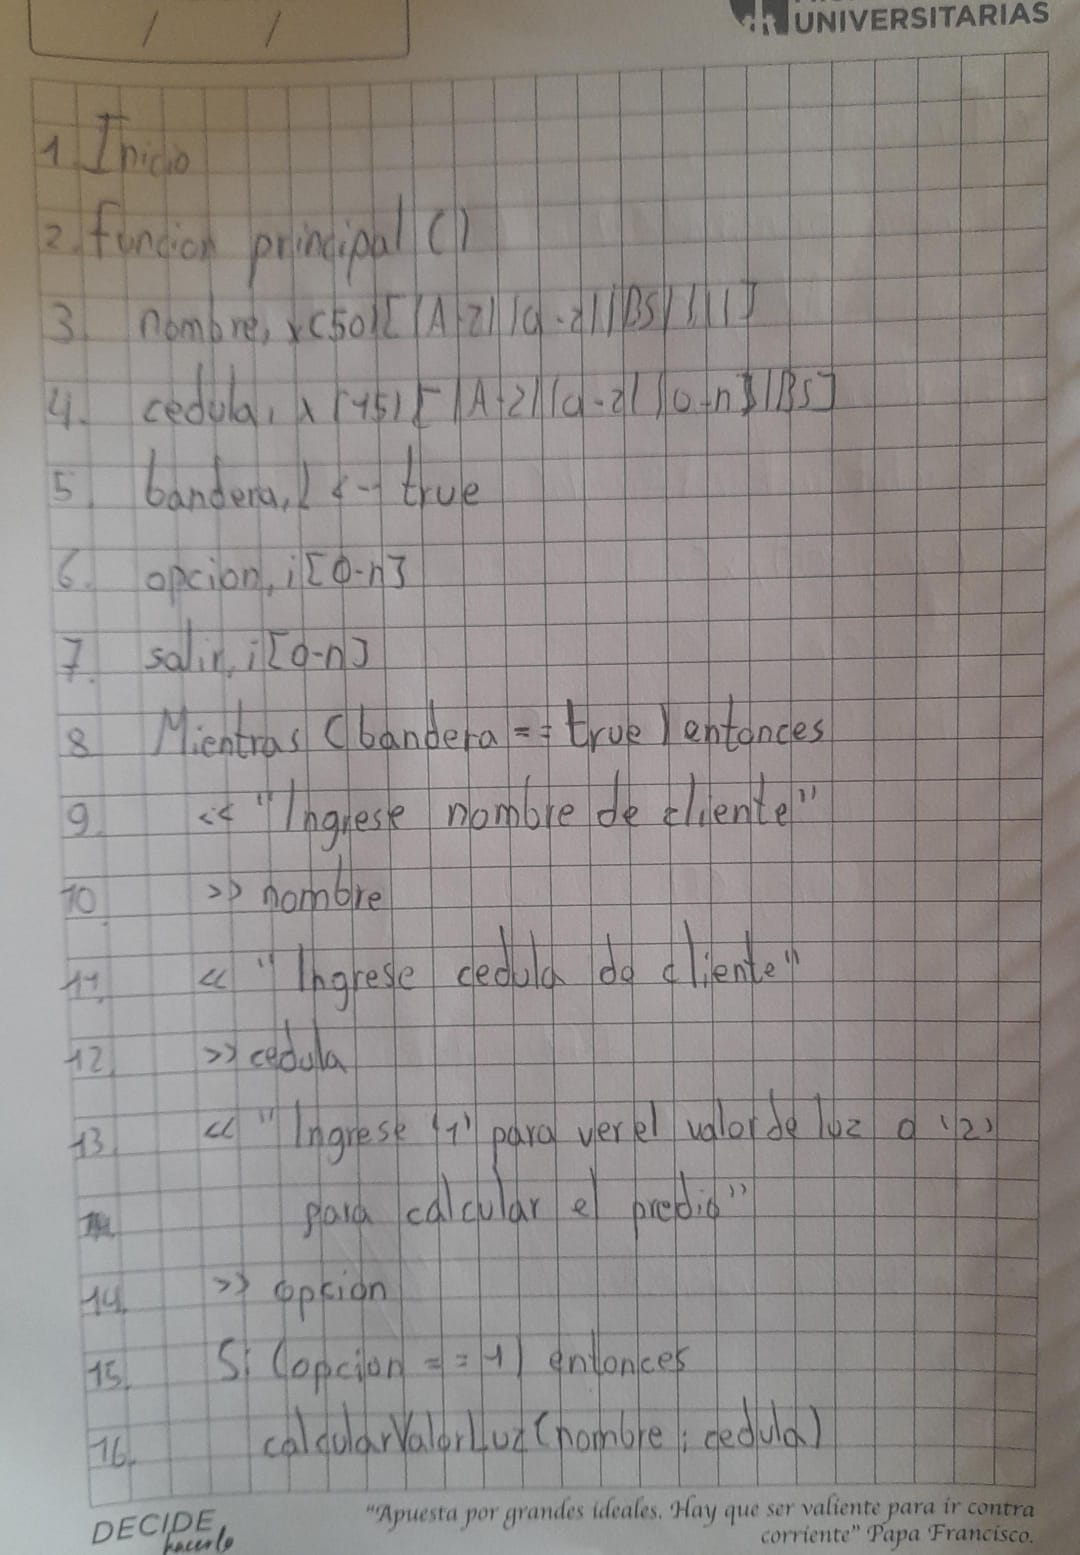 / /
UNIVERSITARIAS
1 Inicio
2. funcion principal ()
3 nombre, x(50)[|A-Z||a-z||BS|||]
4. cedula, x(15)[|A-Z||a-z||0-n||BS]
5. bandera, l <- true
6. opcion, i[0-n]
7. salir, i[0-n]
8 Mientras (bandera == true) entonces
9. << "Ingrese nombre de cliente"
10 >> nombre
11. << "Ingrese cedula de cliente"
12. >> cedula
13. << "Ingrese '1' para ver el valor de luz o '2'
para calcular el predio"
14. >> opcion
15. Si (opcion == 1) entonces
16. calcularValorLuz(nombre; cedula)
DECIDE, hacerlo
"Apuesta por grandes ideales. Hay que ser valiente para ir contra
corriente" Papa Francisco.